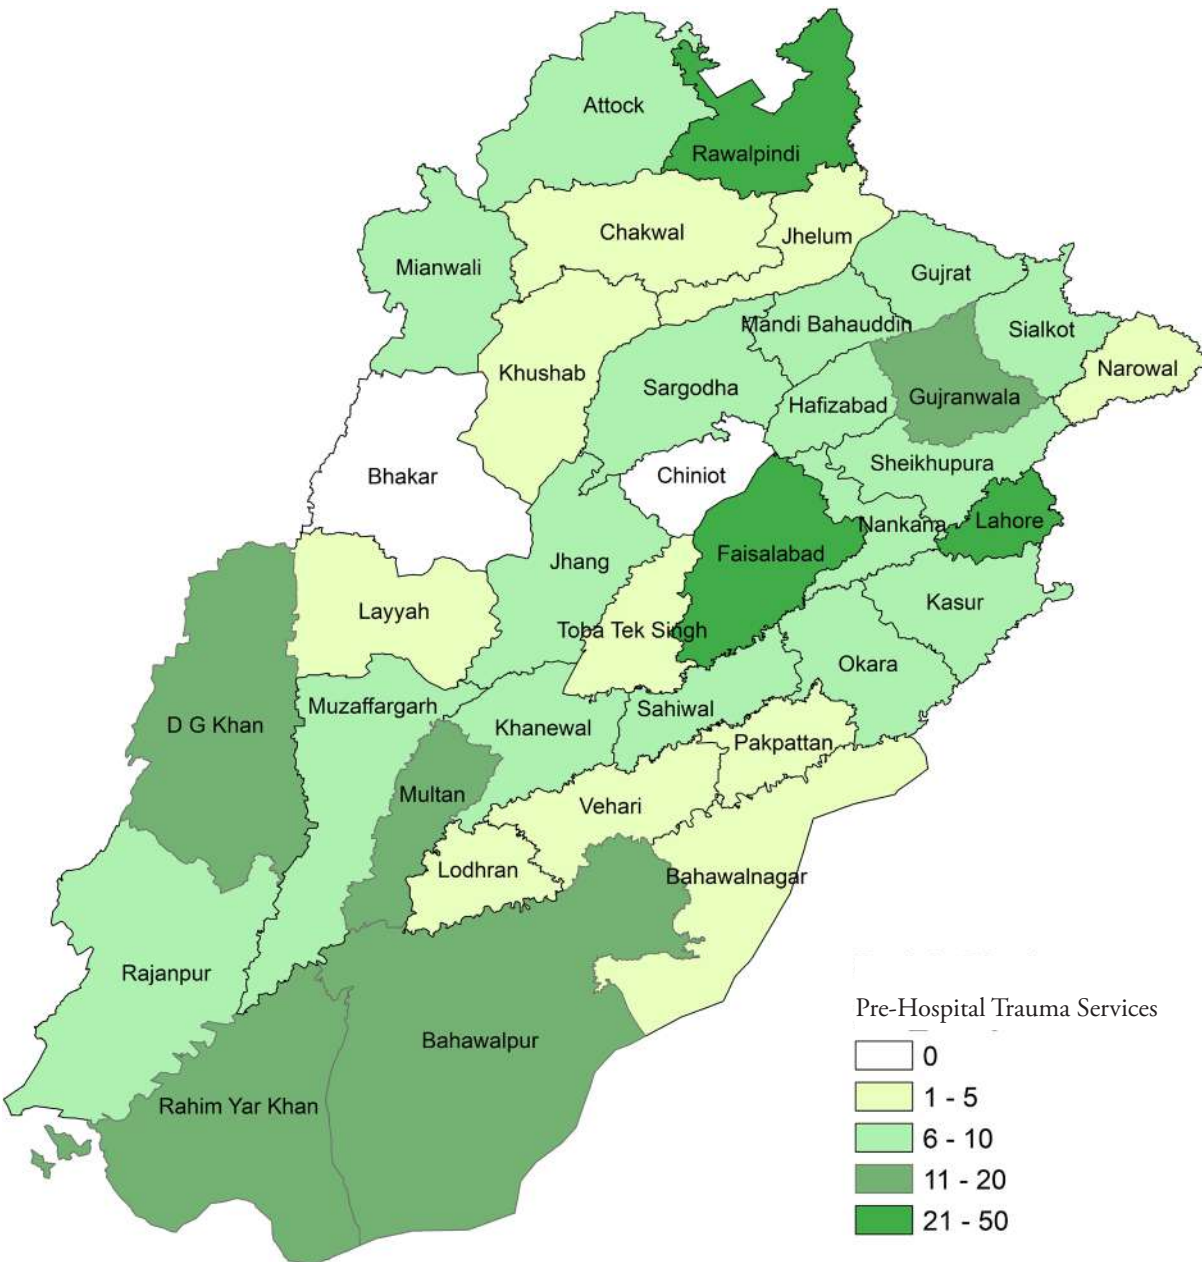 Attock
Rawalpindi
Chakwal
Jhelum
Mianwali
Gujrat
Mandi Bahauddin
Sialkot
Khushab
Sargodha
Narowal
Hafizabad
Gujranwala
Bhakar
Chiniot
Sheikhupura
Nankana
Lahore
Faisalabad
Jhang
Layyah
Kasur
Toba Tek Singh
Okara
Muzaffargarh
D G Khan
Khanewal
Sahiwal
Pakpattan
Multan
Vehari
Lodhran
Bahawalnagar
Rajanpur
Bahawalpur
Rahim Yar Khan
Pre-Hospital Trauma Services
0
1 - 5
6 - 10
11 - 20
21 - 50